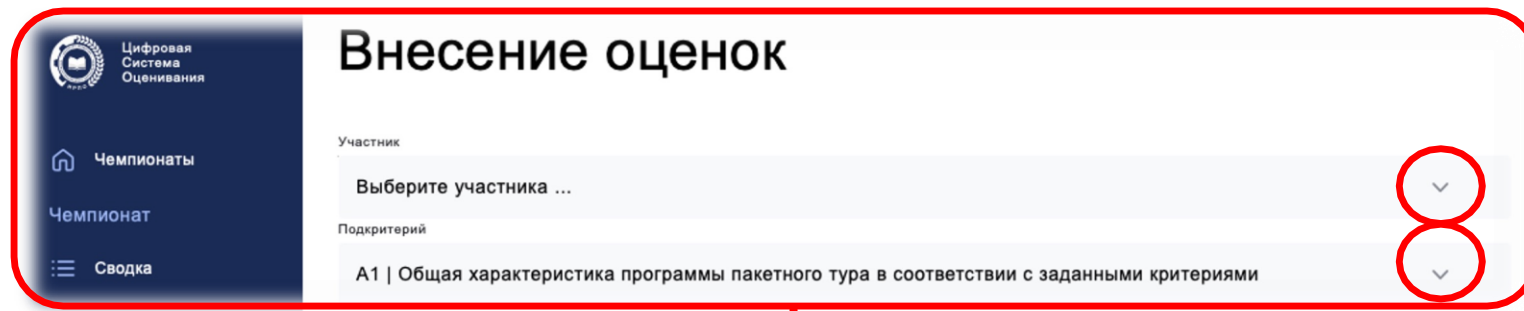 Цифровая
Система
Оценивания
Чемпионаты
Чемпионат
Сводка
Внесение оценок
Участник
Выберите участника ...
Подкритерий
А1 | Общая характеристика программы пакетного тура в соответствии с заданными критериями